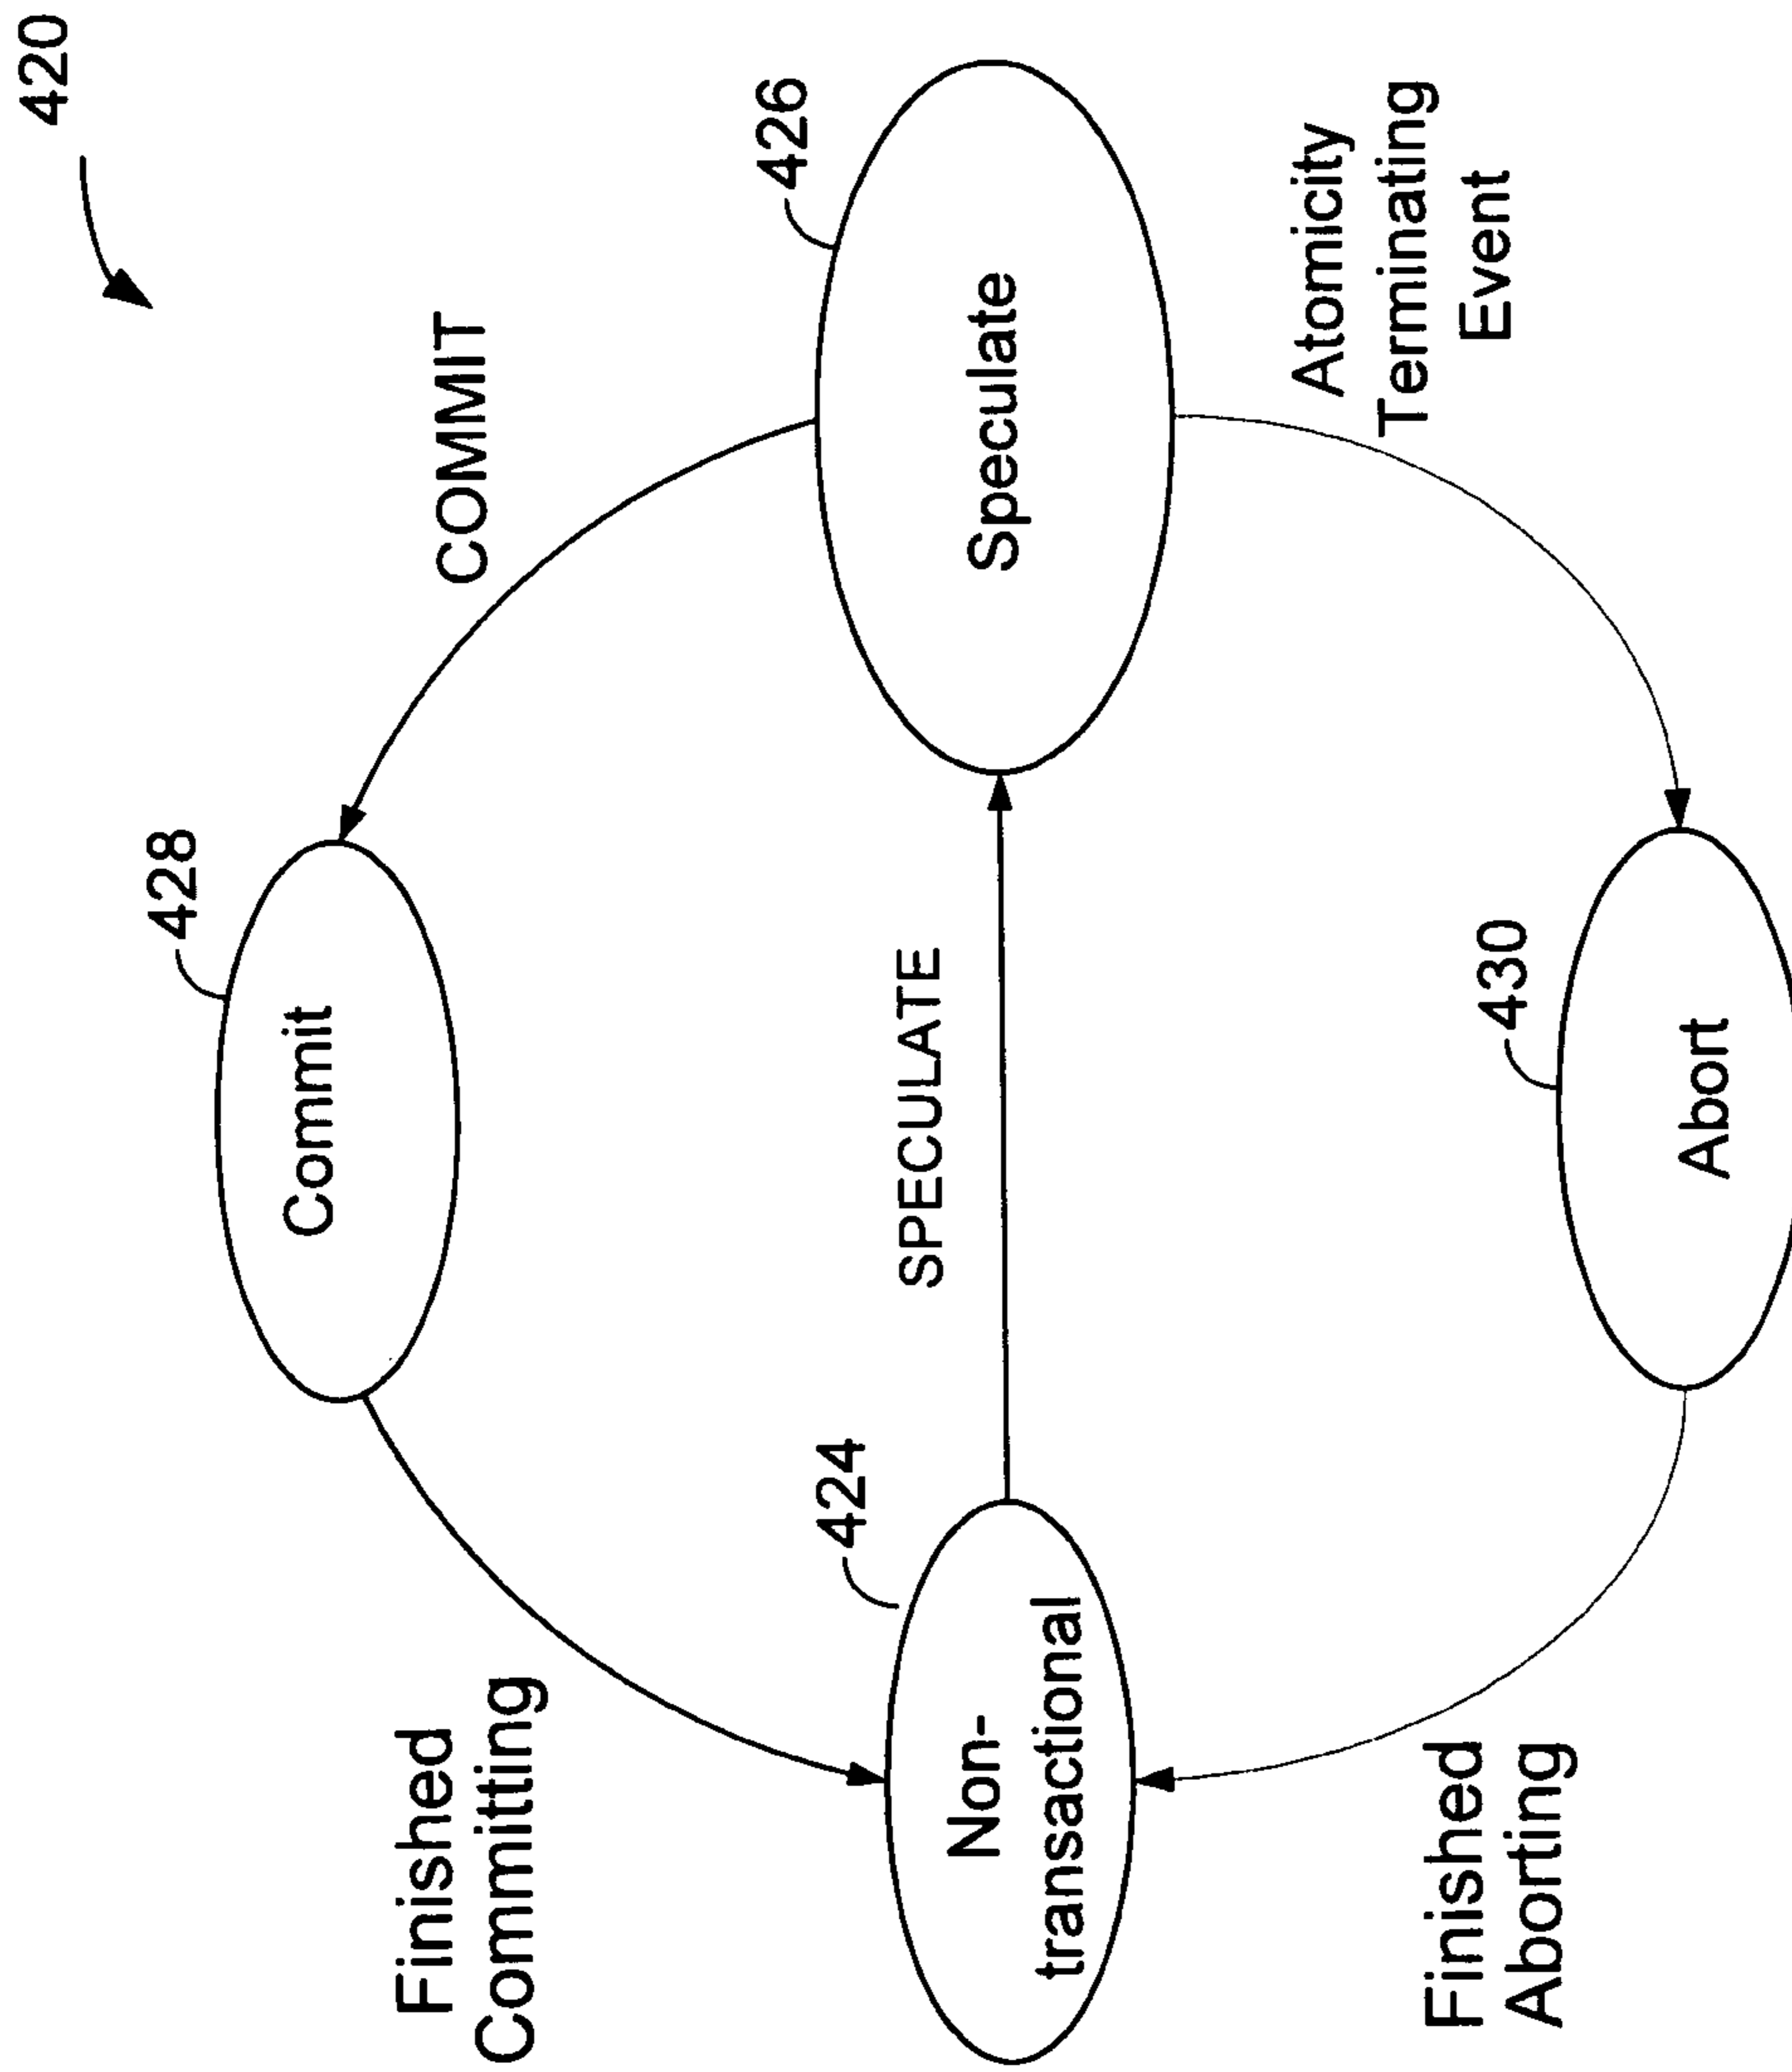 420
Finished
Committing
Commit
428
COMMIT
424
Non-
transactional
SPECULATE
426
Speculate
Finished
Aborting
430
Abort
Atomicity
Terminating
Event